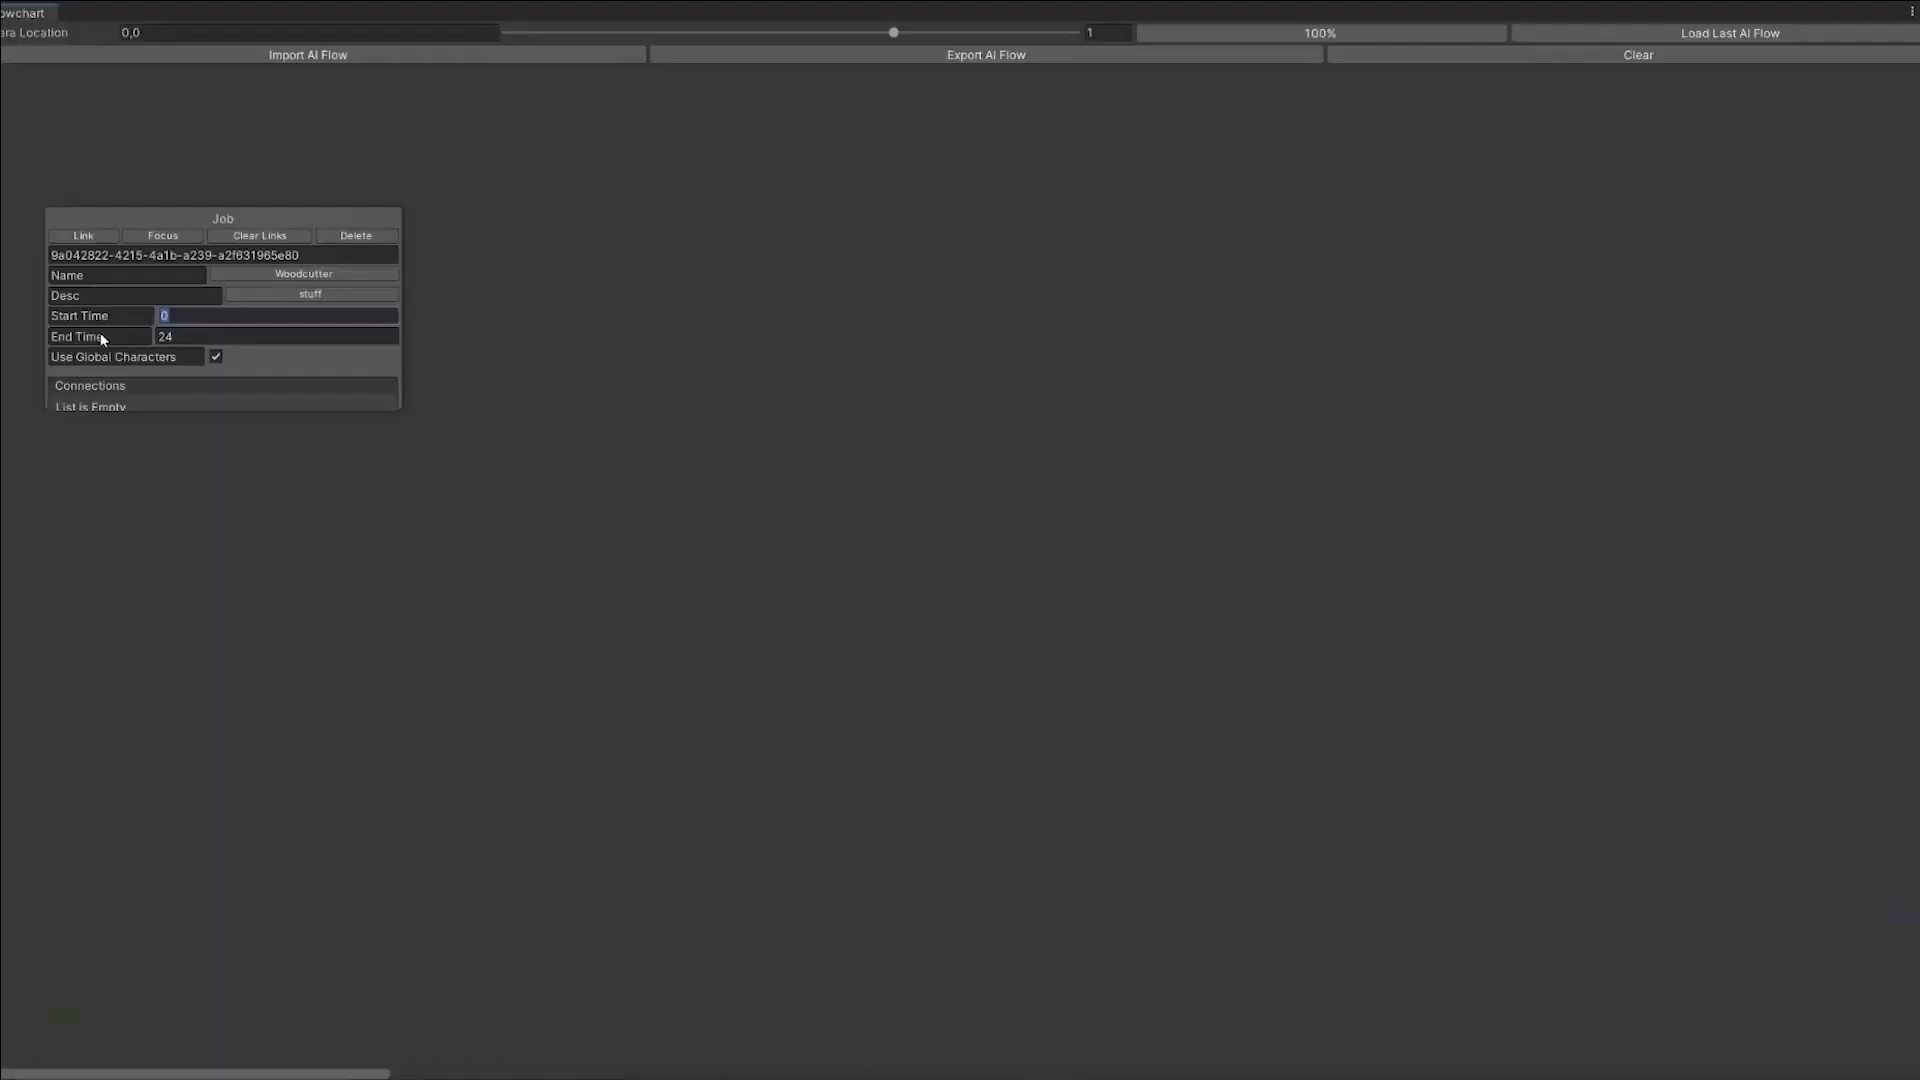 owchart
ara Location 0,0 1 100% Load Last AI Flow
Import AI Flow Export AI Flow Clear
Job
Link Focus Clear Links Delete
9a042822-4215-4a1b-a239-a2f631965e80
Name Woodcutter
Desc stuff
Start Time 0
End Time 24
Use Global Characters
Connections
List is Empty